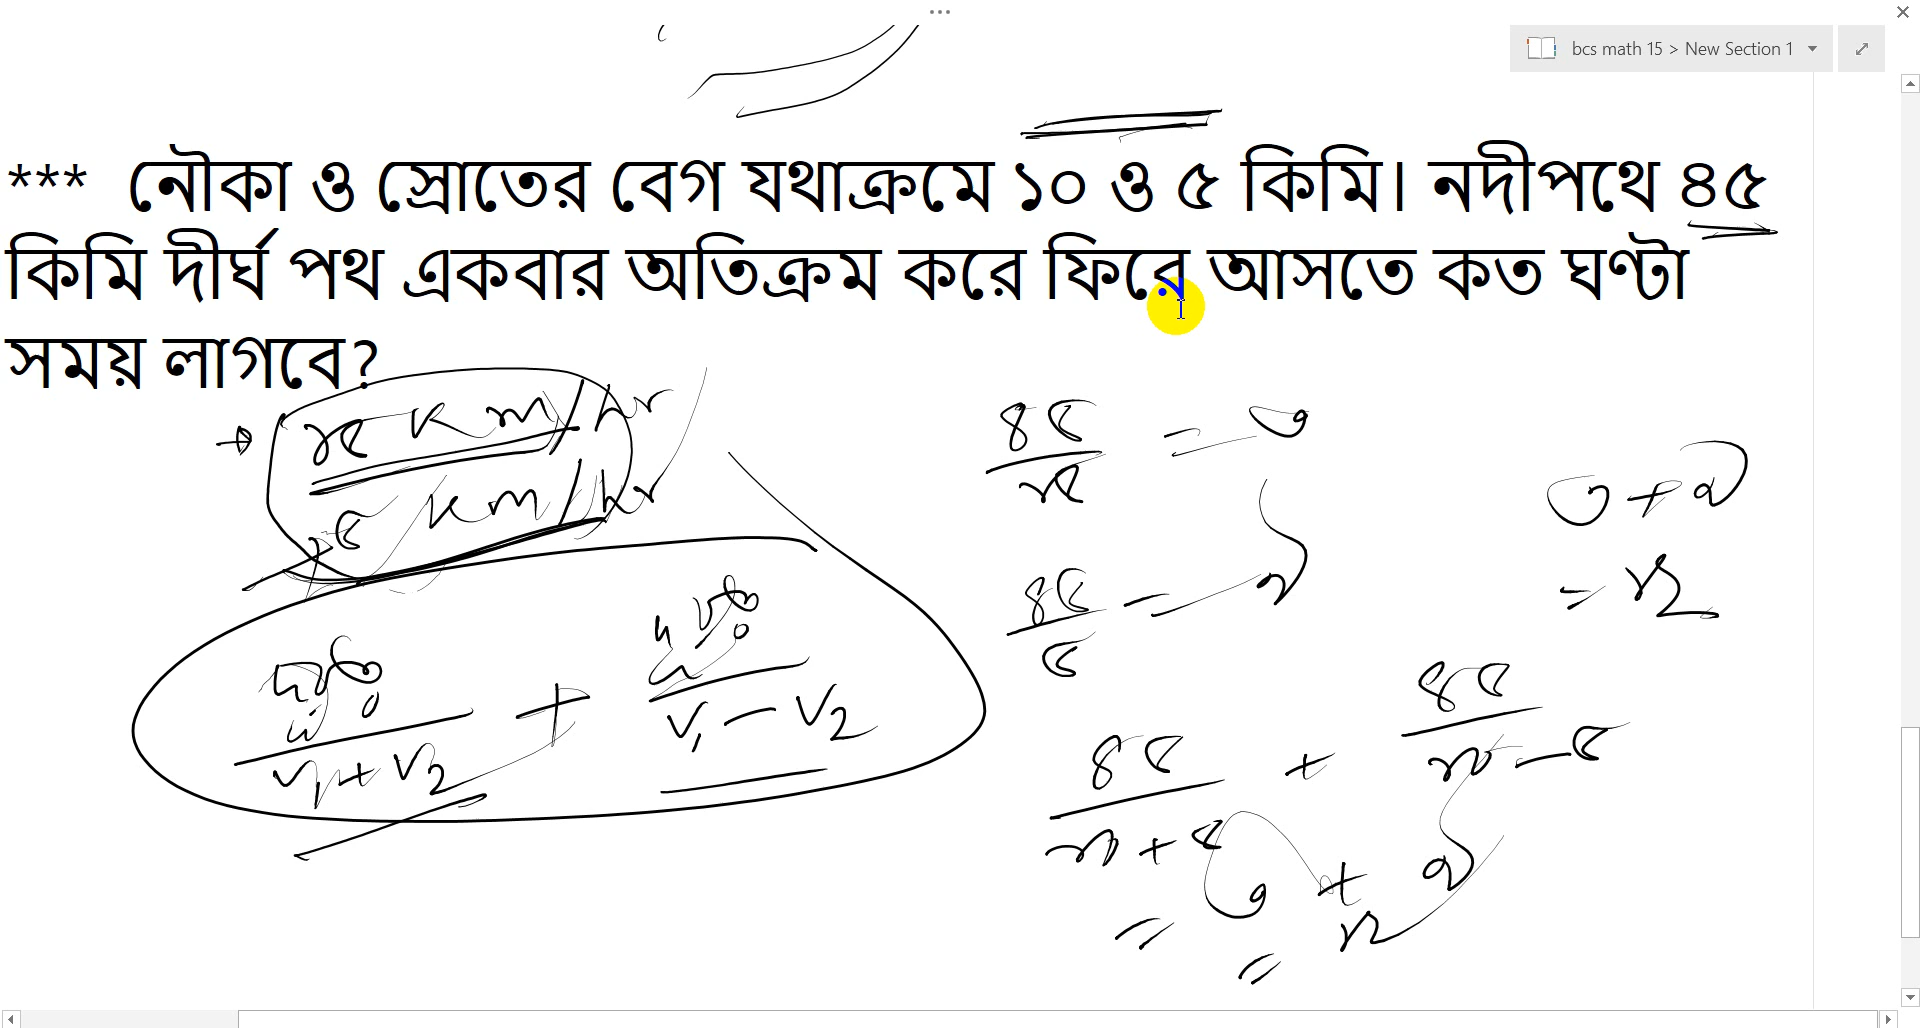 bcs math 15 > New Section 1
*** নৌকা ও স্রোতের বেগ যথাক্রমে ১০ ও ৫ কিমি। নদীপথে ৪৫
কিমি দীর্ঘ পথ একবার অতিক্রম করে ফিরে আসতে কত ঘণ্টা
সময় লাগবে?
→ ১৫ km/hr
৫ km/hr
৪৫/১৫ = ৩
৪৫/৫ = ৯
৩+৯
= ১২
দূরত্ব/V₁+V₂ + দূরত্ব/V₁-V₂
৪৫/১০+৫ + ৪৫/১০-৫
= ৩ + ৯
= ১২